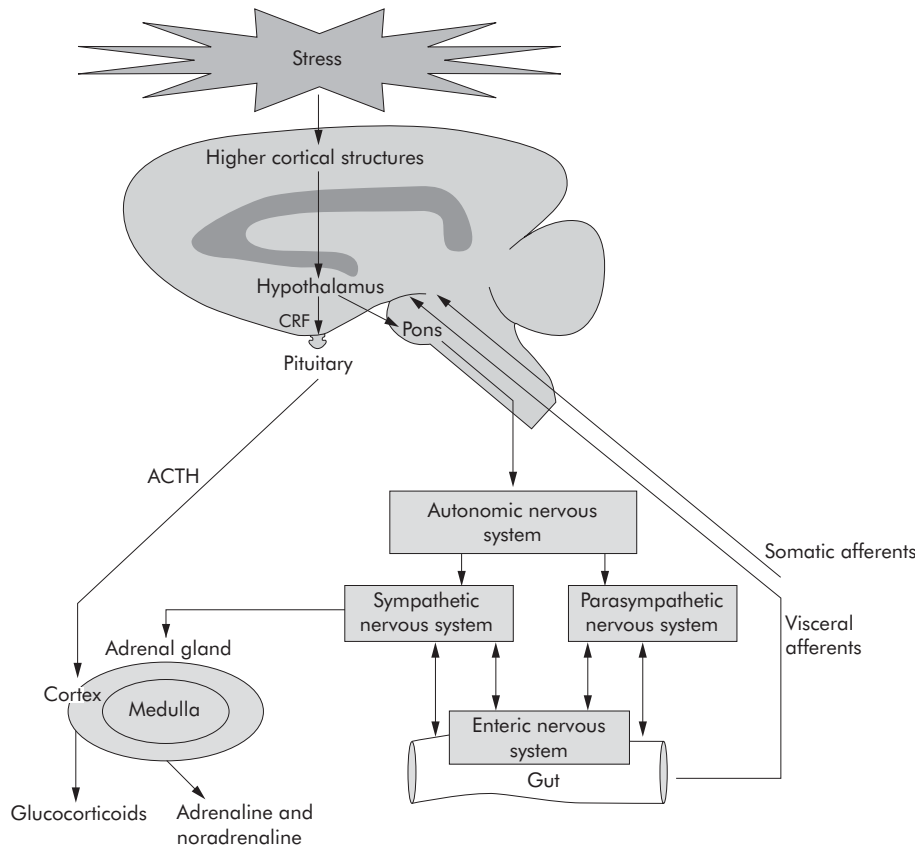 Stress
Higher cortical structures
Hypothalamus
CRF
Pons
Pituitary
ACTH
Autonomic nervous
system
Somatic afferents
Sympathetic
nervous system
Parasympathetic
nervous system
Visceral
afferents
Adrenal gland
Cortex
Medulla
Enteric nervous
system
Gut
Glucocorticoids
Adrenaline and
noradrenaline